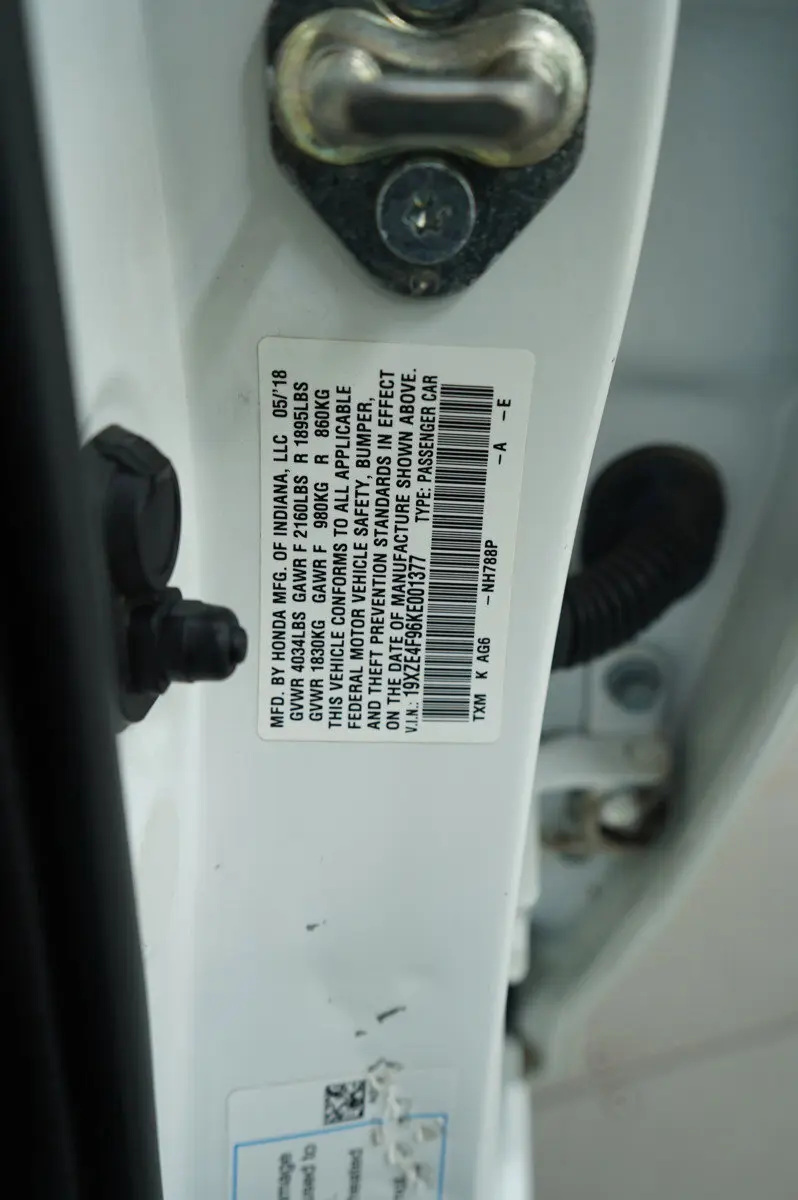 MFD. BY HONDA MFG. OF INDIANA, LLC 05/'18
GVWR 4034LBS GAWR F 2160LBS R 1895LBS
GVWR 1830KG GAWR F 980KG R 860KG
THIS VEHICLE CONFORMS TO ALL APPLICABLE
FEDERAL MOTOR VEHICLE SAFETY, BUMPER,
AND THEFT PREVENTION STANDARDS IN EFFECT
ON THE DATE OF MANUFACTURE SHOWN ABOVE.
V.I.N.: 19XZE4F96KE001377 TYPE: PASSENGER CAR
TXM K AG6 -NH788P -A -E
used to